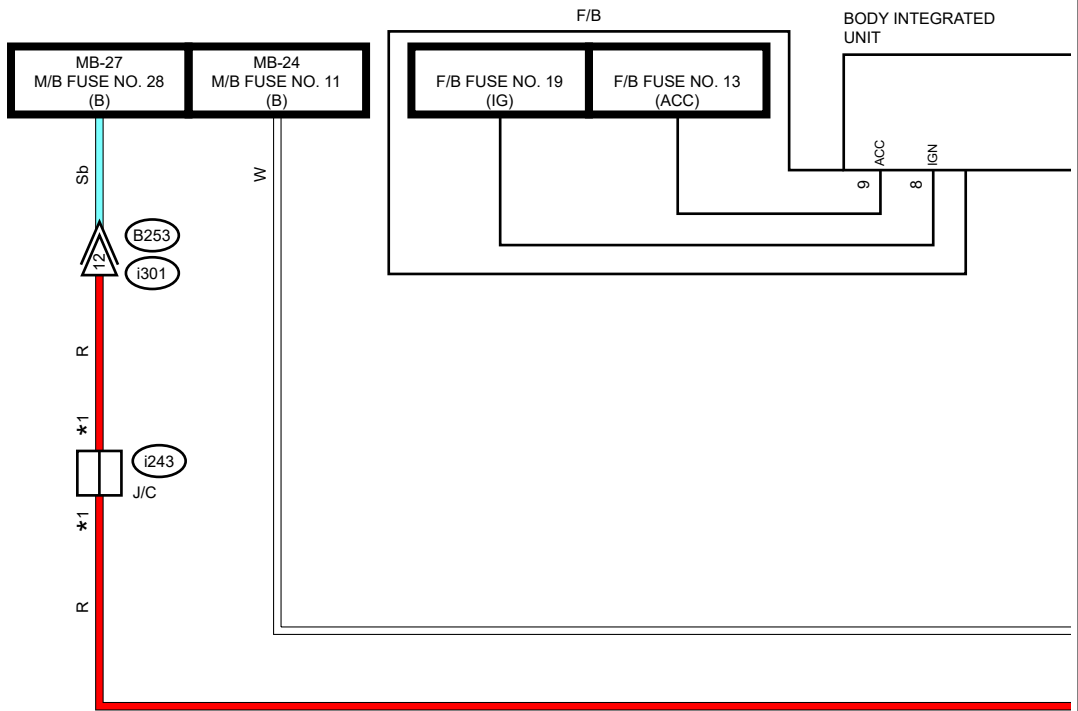 F/B
BODY INTEGRATED
UNIT
MB-27
M/B FUSE NO. 28
(B)
MB-24
M/B FUSE NO. 11
(B)
F/B FUSE NO. 19
(IG)
F/B FUSE NO. 13
(ACC)
ACC
IGN
9
8
Sb
W
B253
12
i301
R
*1
i243
J/C
*1
R